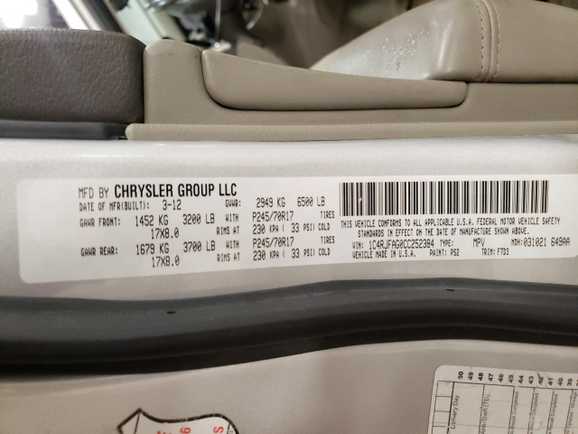 MFD BY CHRYSLER GROUP LLC
DATE OF MFR(BUILT): 3-12 GVWR: 2949 KG 6500 LB
GAWR FRONT: 1452 KG 3200 LB WITH P245/70R17 TIRES
17X8.0 RIMS AT 230 KPA ( 33 PSI) COLD
GAWR REAR: 1679 KG 3700 LB WITH P245/70R17 TIRES
17X8.0 RIMS AT 230 KPA ( 33 PSI) COLD
THIS VEHICLE CONFORMS TO ALL APPLICABLE U.S.A. FEDERAL MOTOR VEHICLE SAFETY
STANDARDS IN EFFECT ON THE DATE OF MANUFACTURE SHOWN ABOVE
VIN: 1C4RJFAG0CC252384 TYPE: MPV MDH: 031021 649AA
VEHICLE MADE IN U.S.A. PAINT: PS2 TRIM: FTD3